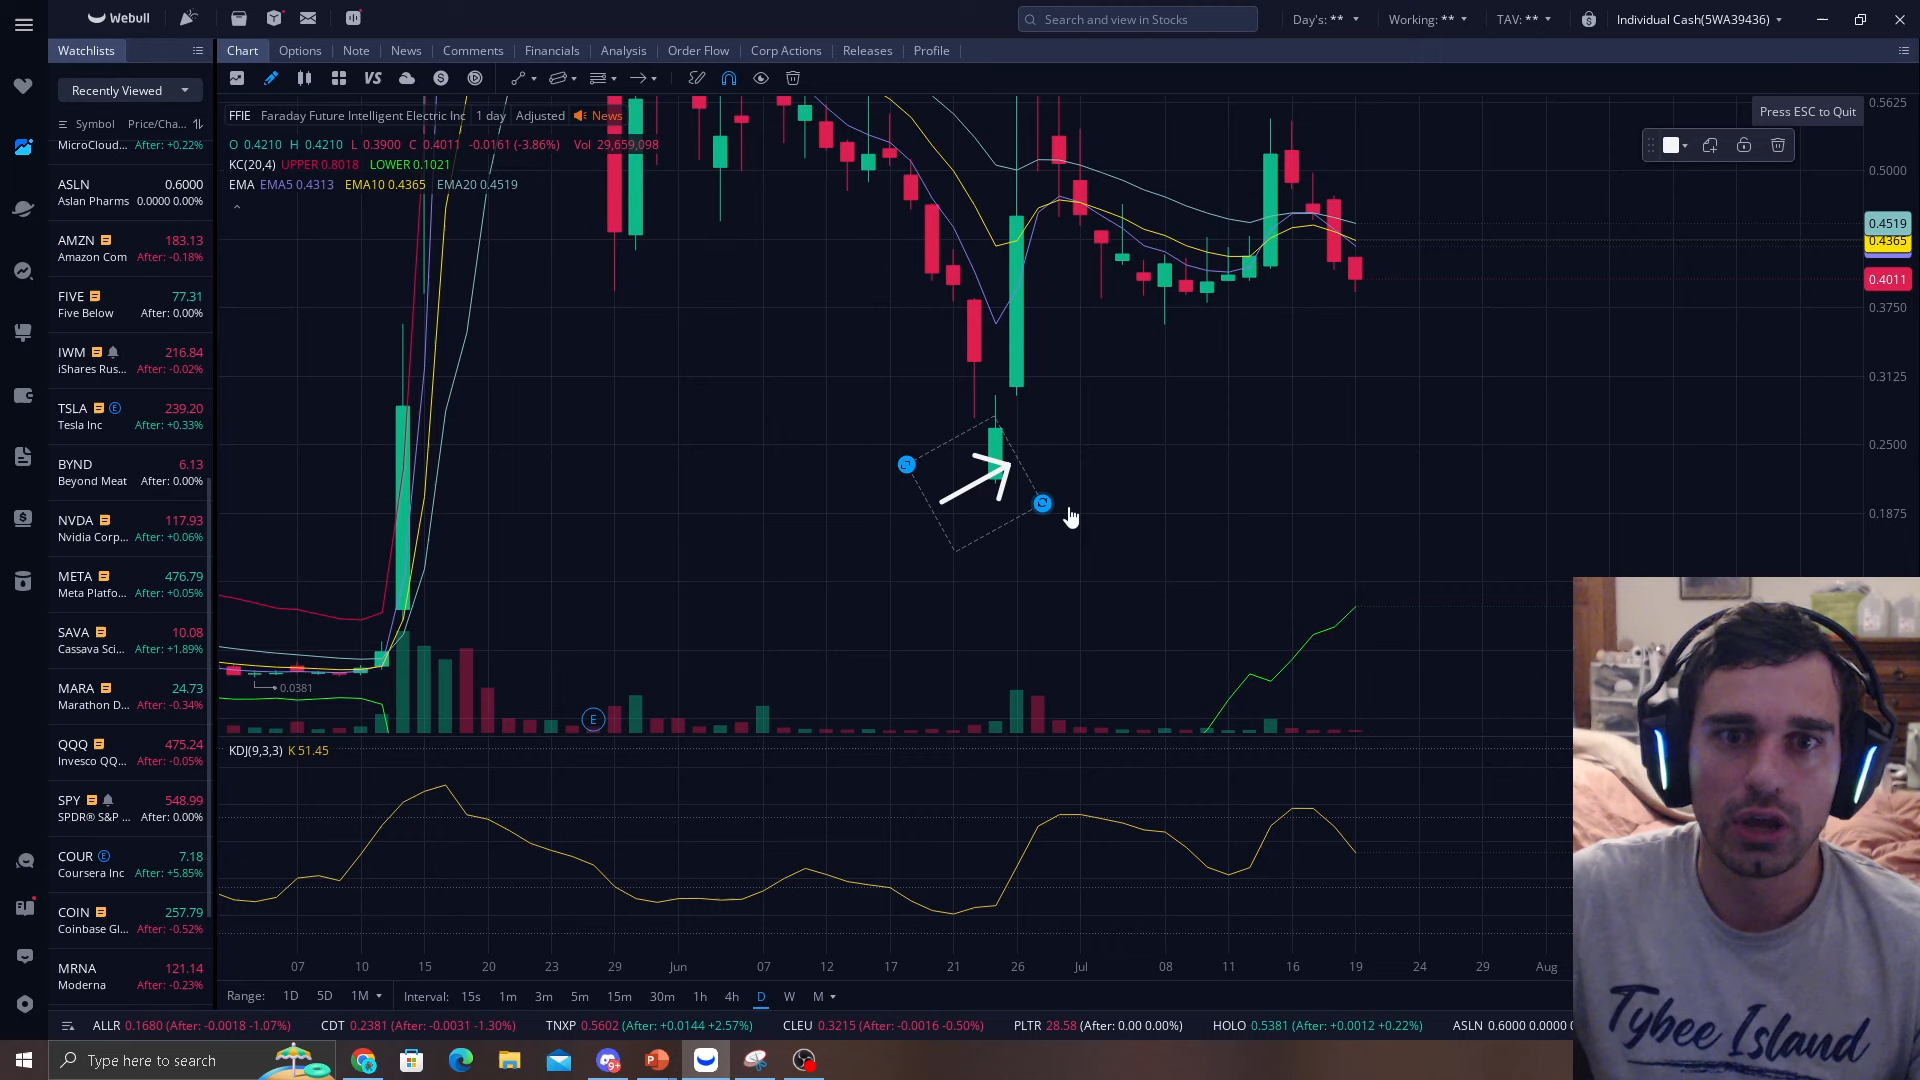 Webull
Search and view in Stocks
Day's: **
Working: **
TAV: **
Individual Cash(5WA39436)
Watchlists
Chart Options Note News Comments Financials Analysis Order Flow Corp Actions Releases Profile
Recently Viewed
VS
Symbol Price/Cha...
MicroCloud... After: +0.22%
ASLN 0.6000
Aslan Pharms 0.0000 0.00%
AMZN 183.13
Amazon Com After: -0.18%
FIVE 77.31
Five Below After: 0.00%
IWM 216.84
iShares Rus... After: -0.02%
TSLA E 239.20
Tesla Inc After: +0.33%
BYND 6.13
Beyond Meat After: 0.00%
NVDA 117.93
Nvidia Corp... After: +0.06%
META 476.79
Meta Platfo... After: +0.05%
SAVA 10.08
Cassava Sci... After: +1.89%
MARA 24.73
Marathon D... After: -0.34%
QQQ 475.24
Invesco QQ... After: -0.05%
SPY 548.99
SPDR® S&P ... After: 0.00%
COUR E 7.18
Coursera Inc After: +5.85%
COIN 257.79
Coinbase Gl... After: -0.52%
MRNA 121.14
Moderna After: -0.23%
FFIE Faraday Future Intelligent Electric Inc 1 day Adjusted News
O 0.4210 H 0.4210 L 0.3900 C 0.4011 -0.0161 (-3.86%) Vol 29,659,098
KC(20,4) UPPER 0.8018 LOWER 0.1021
EMA EMA5 0.4313 EMA10 0.4365 EMA20 0.4519
Press ESC to Quit
0.5625
0.5000
0.4519
0.4365
0.4011
0.3750
0.3125
0.2500
0.1875
0.0381
E
KDJ(9,3,3) K 51.45
07 10 15 20 23 29 Jun 07 12 17 21 26 Jul 08 11 16 19 24 29 Aug
Range: 1D 5D 1M Interval: 15s 1m 3m 5m 15m 30m 1h 4h D W M
ALLR 0.1680 (After: -0.0018 -1.07%) CDT 0.2381 (After: -0.0031 -1.30%) TNXP 0.5602 (After: +0.0144 +2.57%) CLEU 0.3215 (After: -0.0016 -0.50%) PLTR 28.58 (After: 0.00 0.00%) HOLO 0.5381 (After: +0.0012 +0.22%) ASLN 0.6000 0.0000
Type here to search
9+
Tybee Island